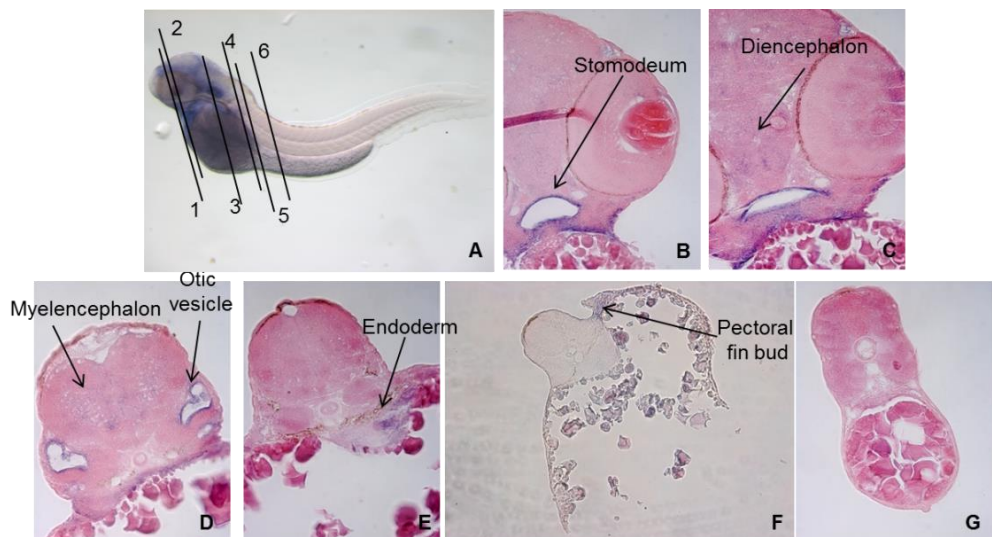 2
4
6
1
3
5
A
Stomodeum
B
Diencephalon
C
Myelencephalon
Otic
vesicle
D
Endoderm
E
Pectoral
fin bud
F
G